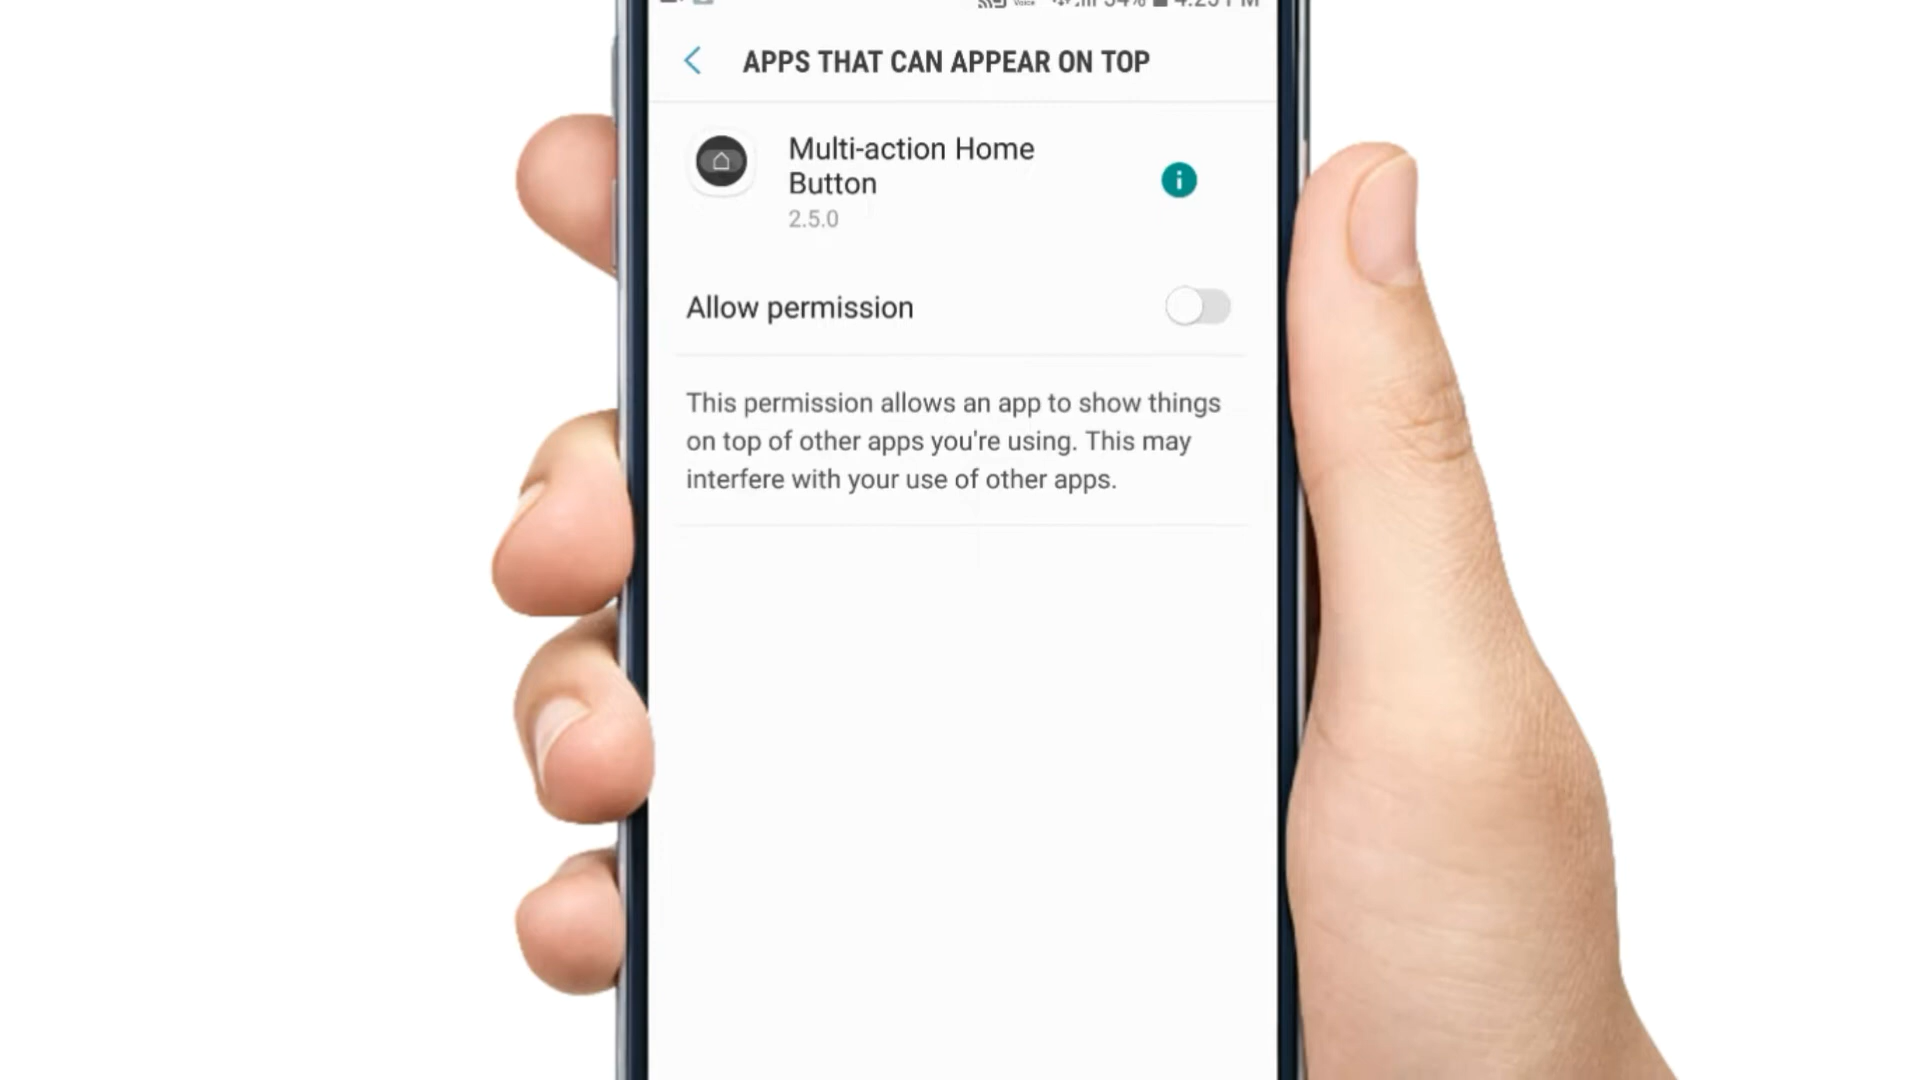 APPS THAT CAN APPEAR ON TOP
Multi-action Home
Button
2.5.0
Allow permission
This permission allows an app to show things
on top of other apps you're using. This may
interfere with your use of other apps.